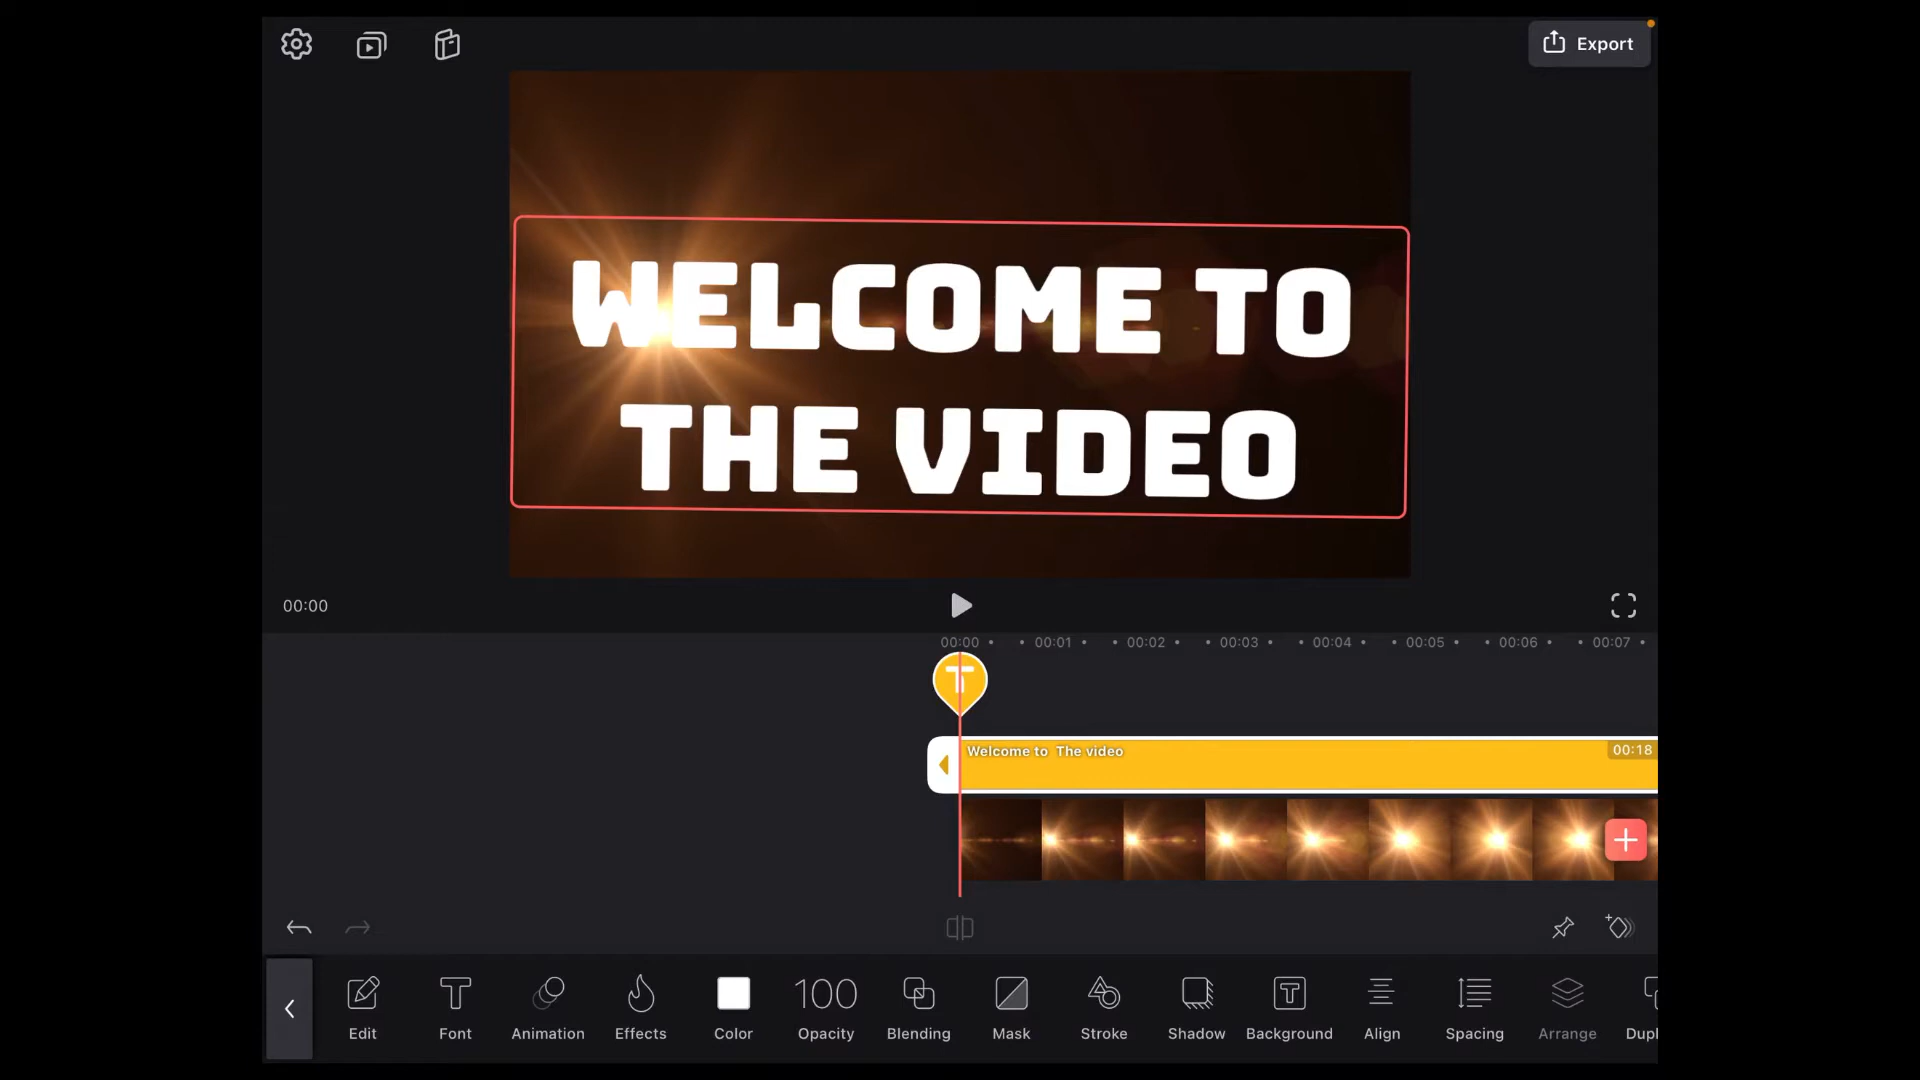 Export
WELCOME TO
THE VIDEO
00:00
00:00 00:01 00:02 00:03 00:04 00:05 00:06 00:07
T
Welcome to The video 00:18
100
Edit Font Animation Effects Color Opacity Blending Mask Stroke Shadow Background Align Spacing Arrange Dupl